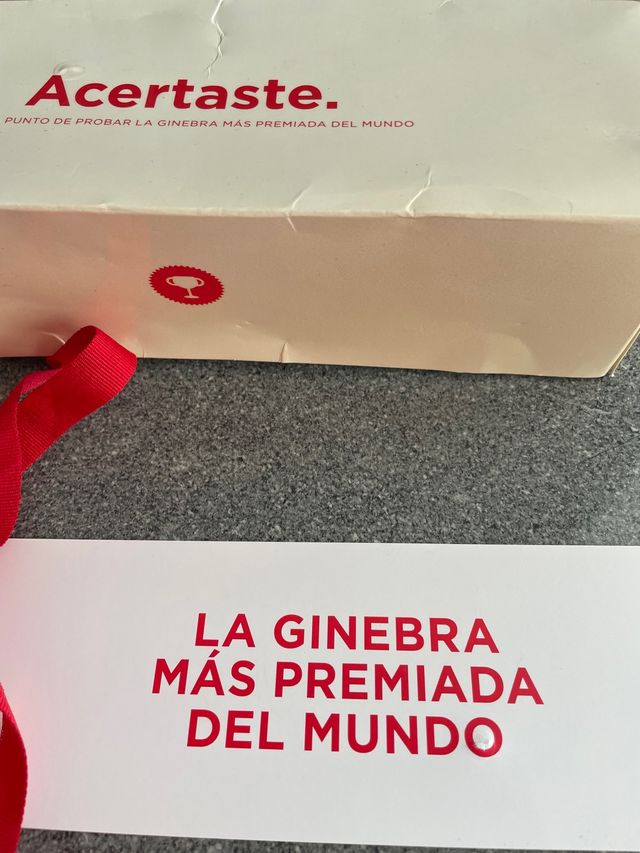 Acertaste.
PUNTO DE PROBAR LA GINEBRA MÁS PREMIADA DEL MUNDO
LA GINEBRA
MÁS PREMIADA
DEL MUNDO